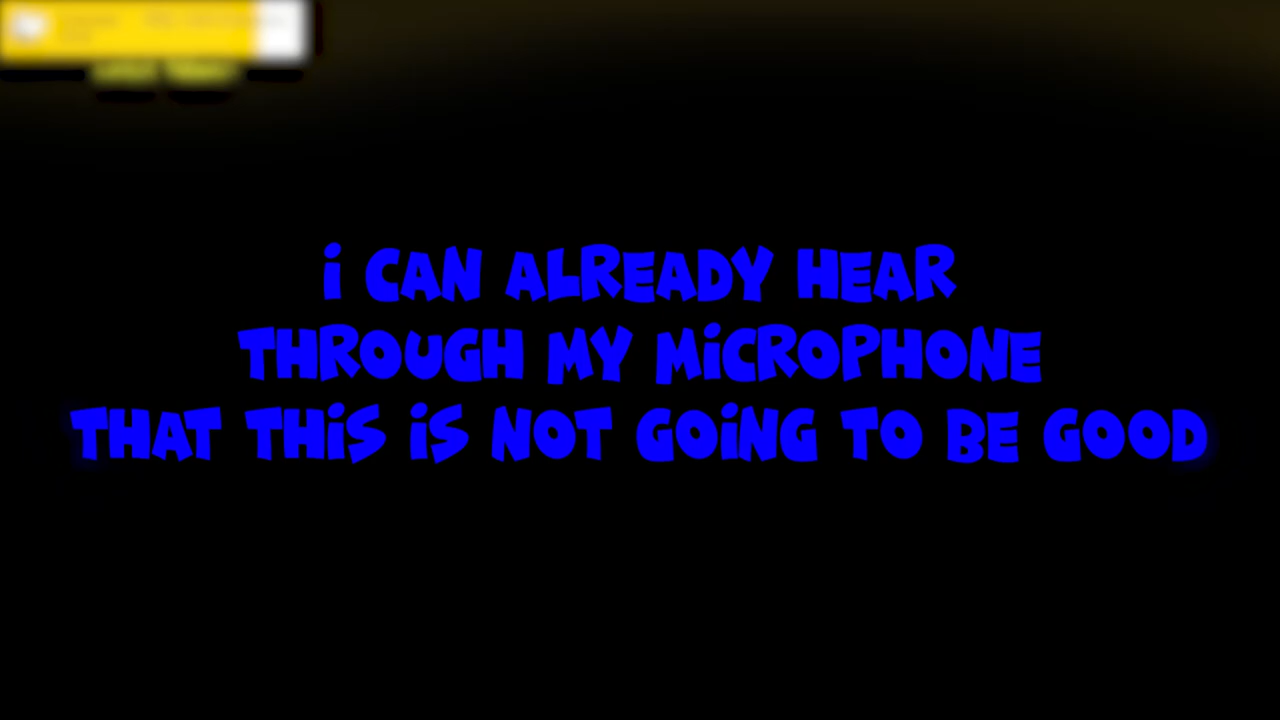 i CAN ALREADY HEAR
THROUGH MY MiCROPHONE
THAT THiS iS NOT GOiNG TO BE GOOD